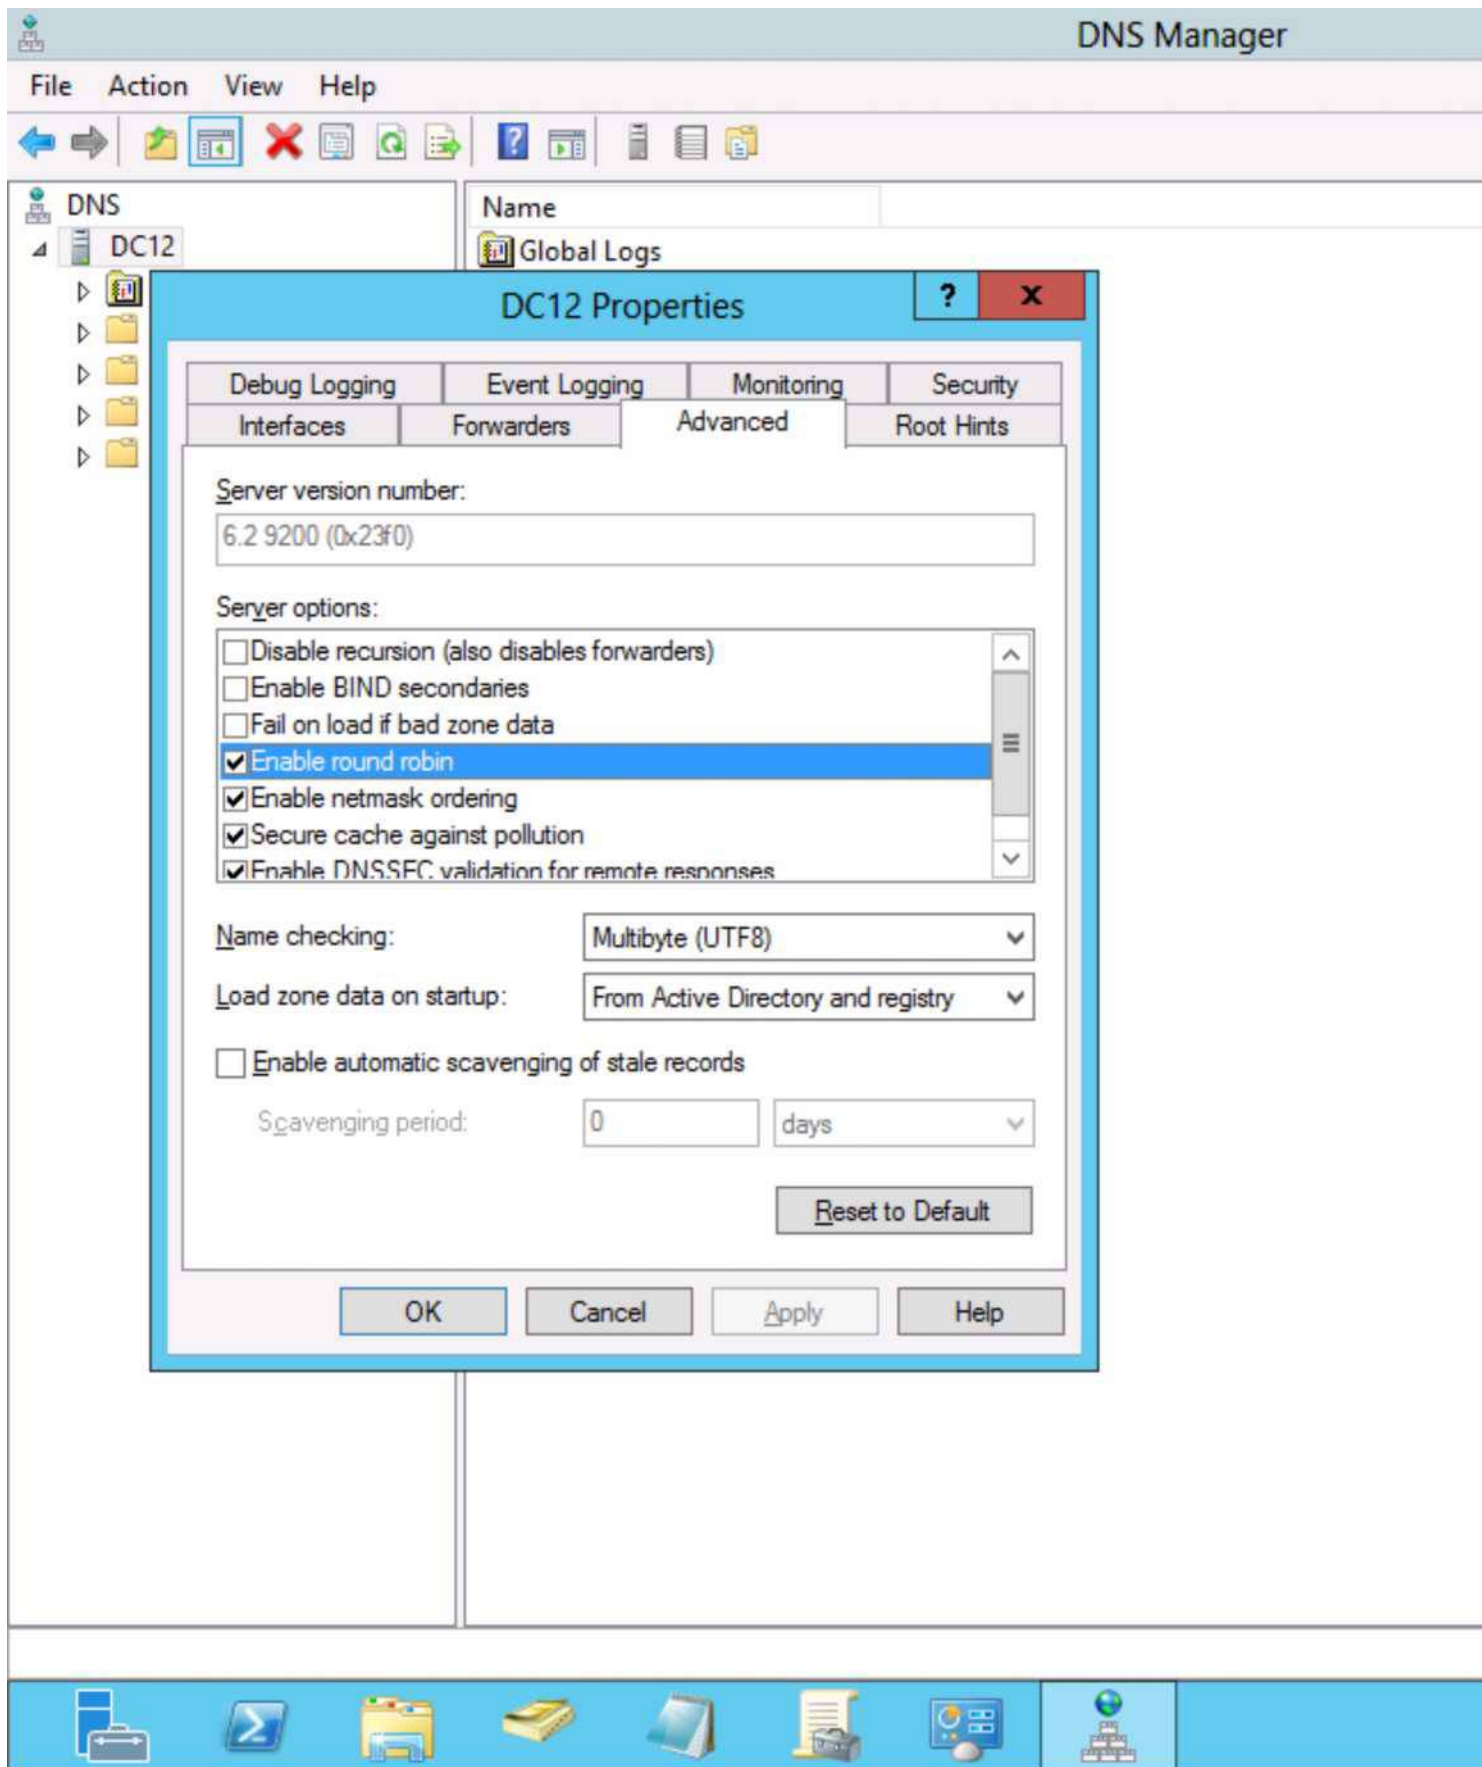 DNS Manager
File Action View Help
DNS
DC12
Name
Global Logs
DC12 Properties
? x
Debug Logging Event Logging Monitoring Security
Interfaces Forwarders Advanced Root Hints
Server version number:
6.2 9200 (0x23f0)
Server options:
Disable recursion (also disables forwarders)
Enable BIND secondaries
Fail on load if bad zone data
Enable round robin
Enable netmask ordering
Secure cache against pollution
Enable DNSSEC validation for remote responses
Name checking: Multibyte (UTF8)
Load zone data on startup: From Active Directory and registry
Enable automatic scavenging of stale records
Scavenging period: 0 days
Reset to Default
OK Cancel Apply Help